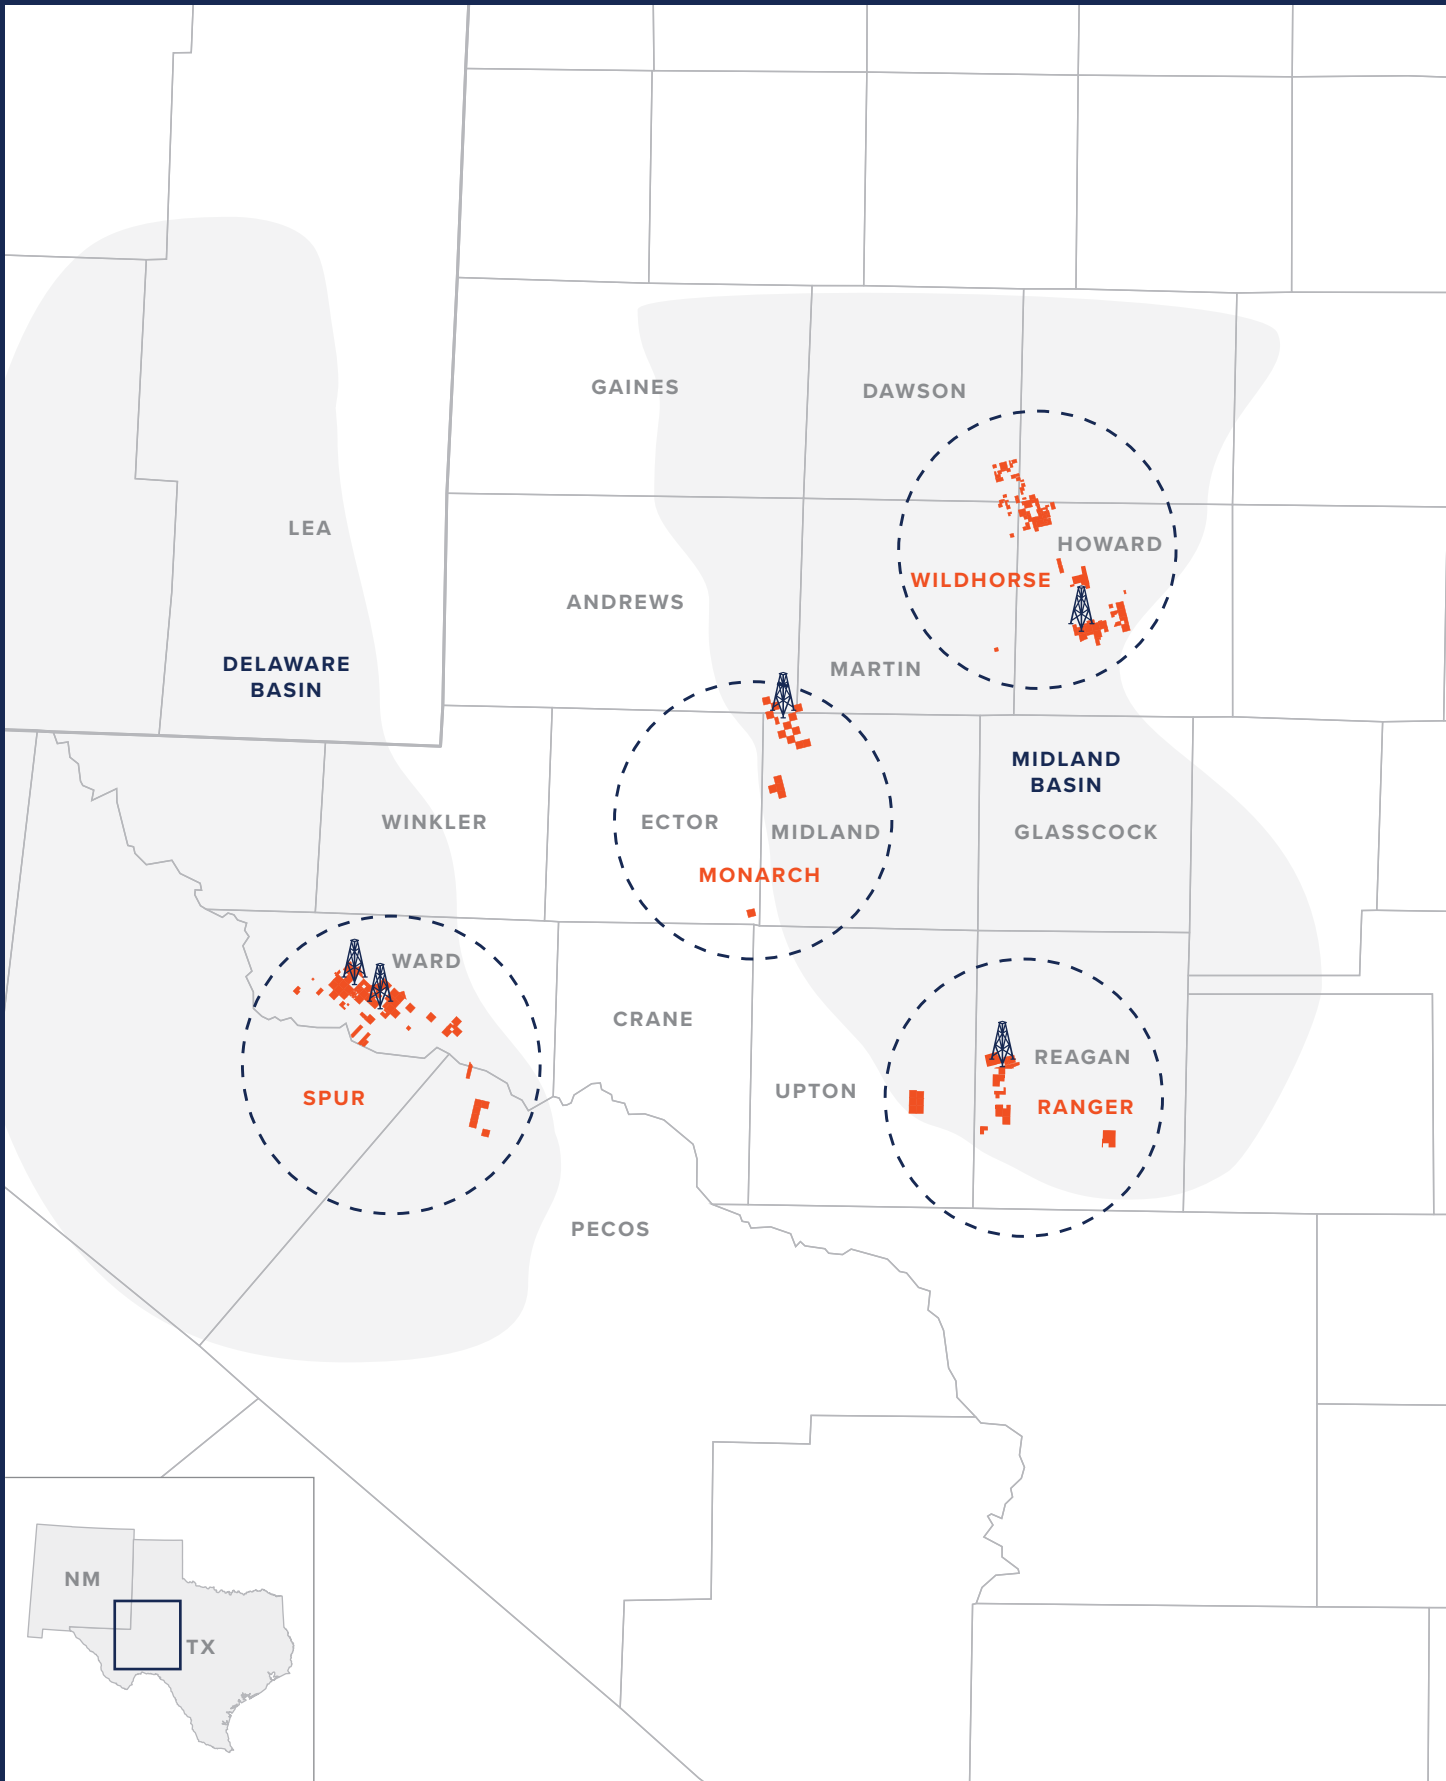 GAINES
DAWSON
LEA
HOWARD
WILDHORSE
ANDREWS
DELAWARE
BASIN
MARTIN
MIDLAND
BASIN
WINKLER
ECTOR
MIDLAND
GLASSCOCK
MONARCH
WARD
CRANE
REAGAN
UPTON
SPUR
RANGER
PECOS
NM
TX